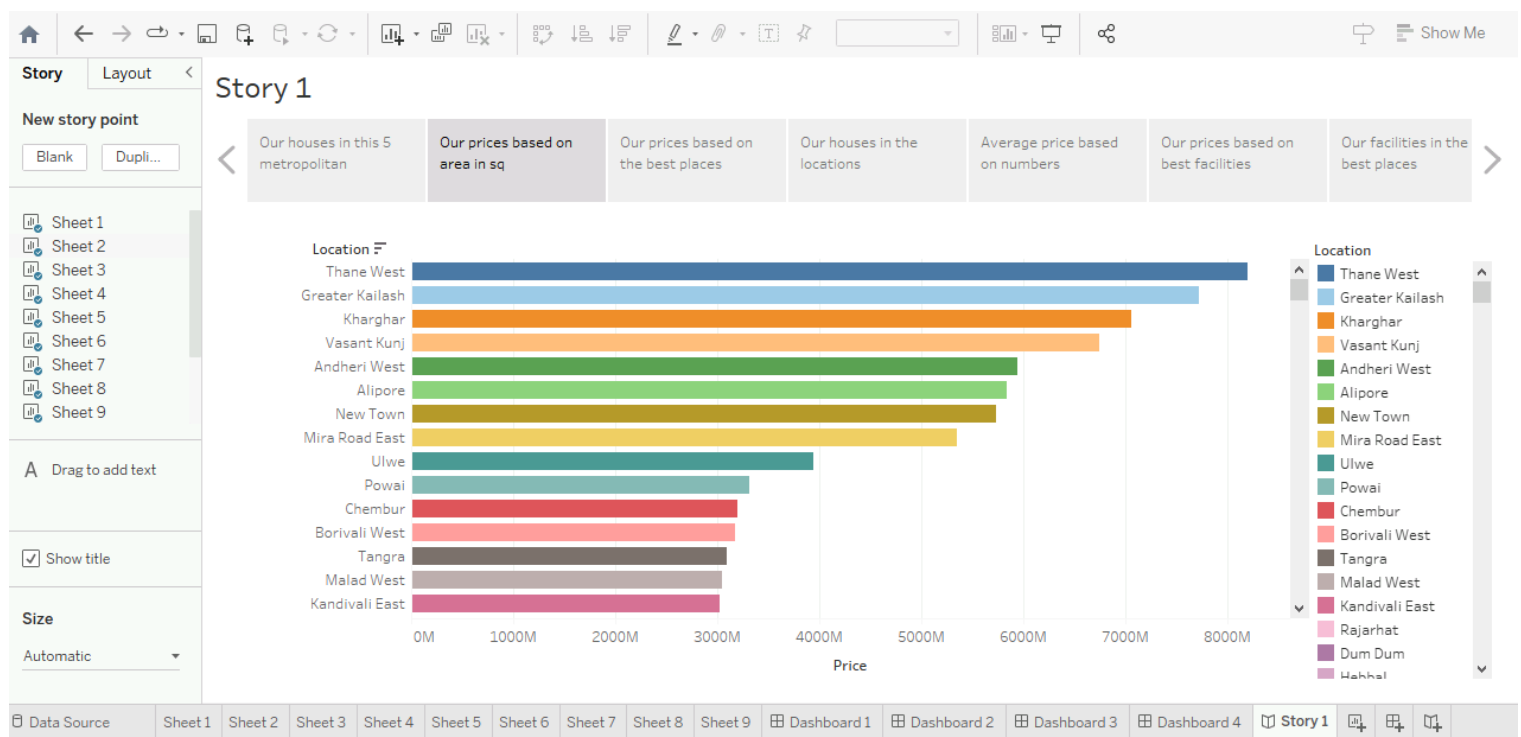 Show Me
Story Layout
Story 1
New story point
Blank Dupli...
Our houses in this 5
metropolitan
Our prices based on
area in sq
Our prices based on
the best places
Our houses in the
locations
Average price based
on numbers
Our prices based on
best facilities
Our facilities in the
best places
Sheet 1
Sheet 2
Sheet 3
Sheet 4
Sheet 5
Sheet 6
Sheet 7
Sheet 8
Sheet 9
A Drag to add text
Show title
Size
Automatic
Location
Thane West
Greater Kailash
Kharghar
Vasant Kunj
Andheri West
Alipore
New Town
Mira Road East
Ulwe
Powai
Chembur
Borivali West
Tangra
Malad West
Kandivali East
0M 1000M 2000M 3000M 4000M 5000M 6000M 7000M 8000M
Price
Location
Thane West
Greater Kailash
Kharghar
Vasant Kunj
Andheri West
Alipore
New Town
Mira Road East
Ulwe
Powai
Chembur
Borivali West
Tangra
Malad West
Kandivali East
Rajarhat
Dum Dum
Hebbal
Data Source Sheet 1 Sheet 2 Sheet 3 Sheet 4 Sheet 5 Sheet 6 Sheet 7 Sheet 8 Sheet 9 Dashboard 1 Dashboard 2 Dashboard 3 Dashboard 4 Story 1